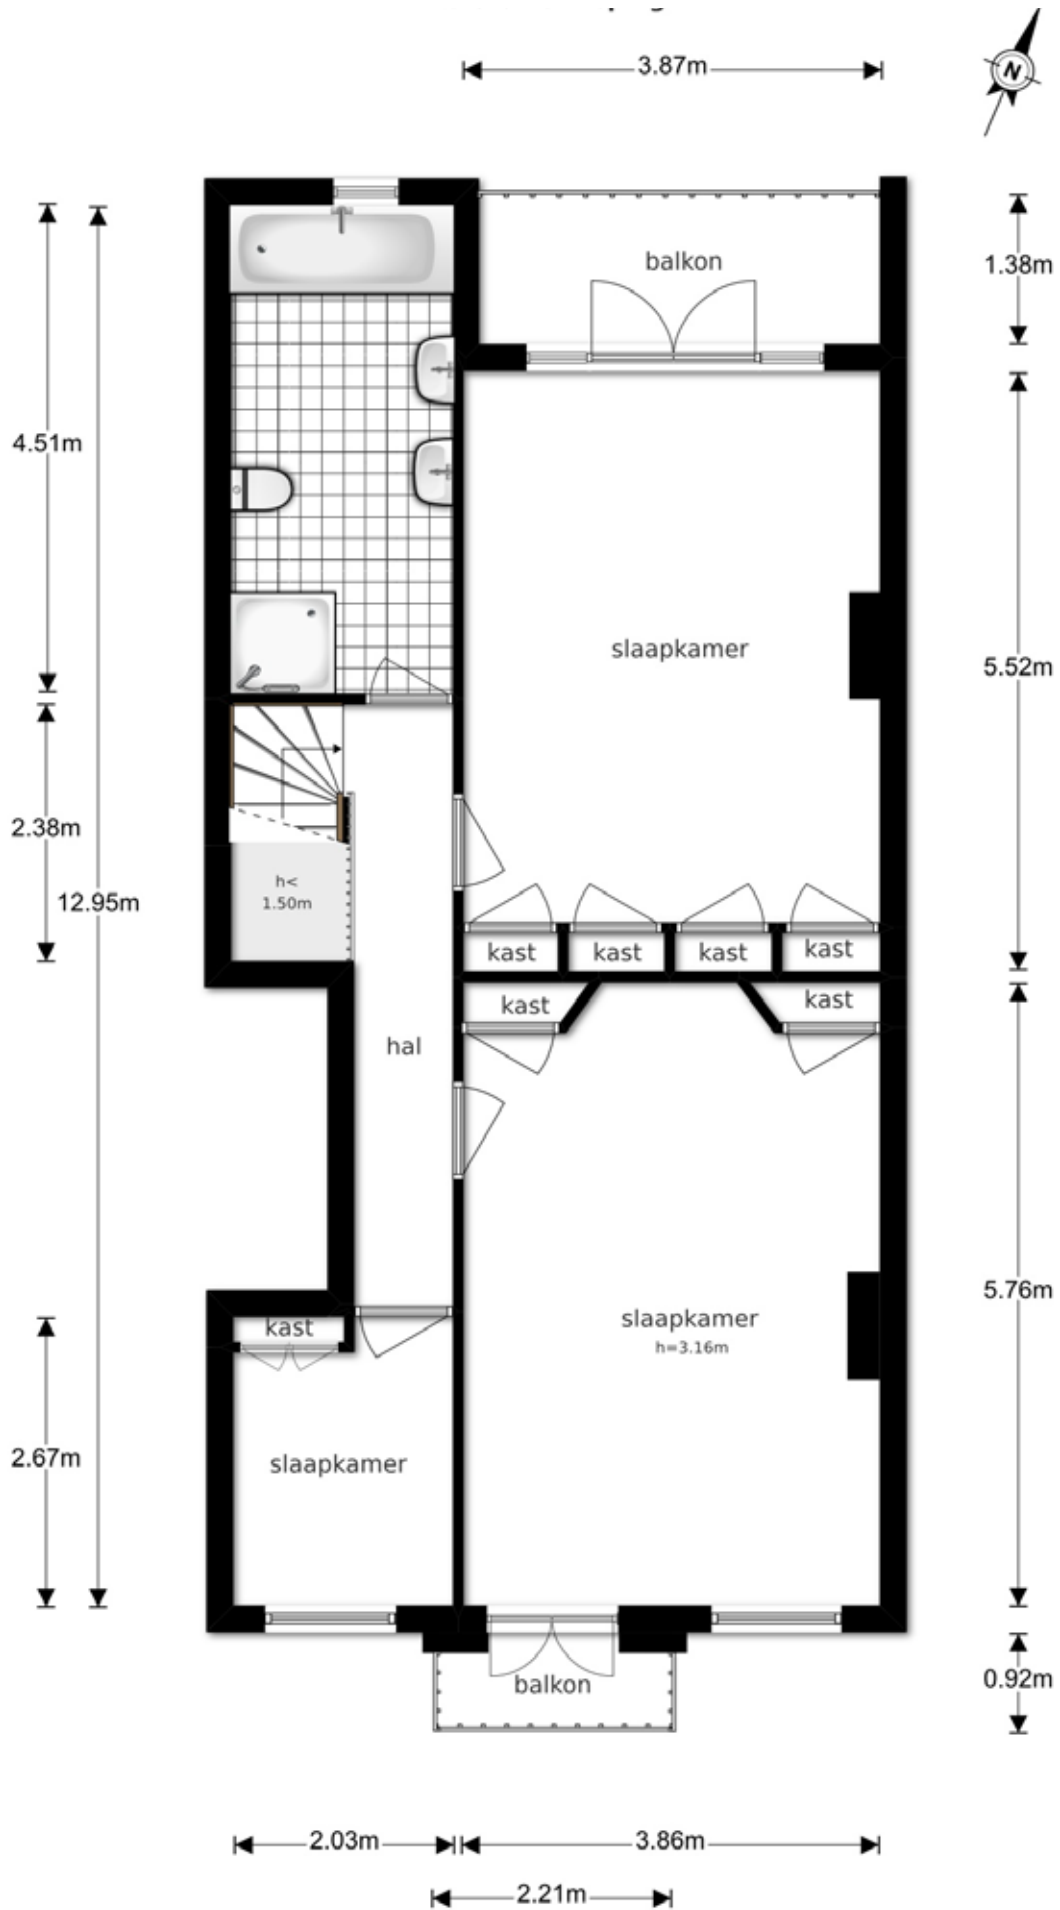 3.87m
N
balkon
1.38m
4.51m
slaapkamer
5.52m
2.38m
h<
1.50m
12.95m
kast
kast
kast
kast
kast
kast
hal
slaapkamer
h=3.16m
5.76m
kast
slaapkamer
2.67m
balkon
0.92m
2.03m
3.86m
2.21m